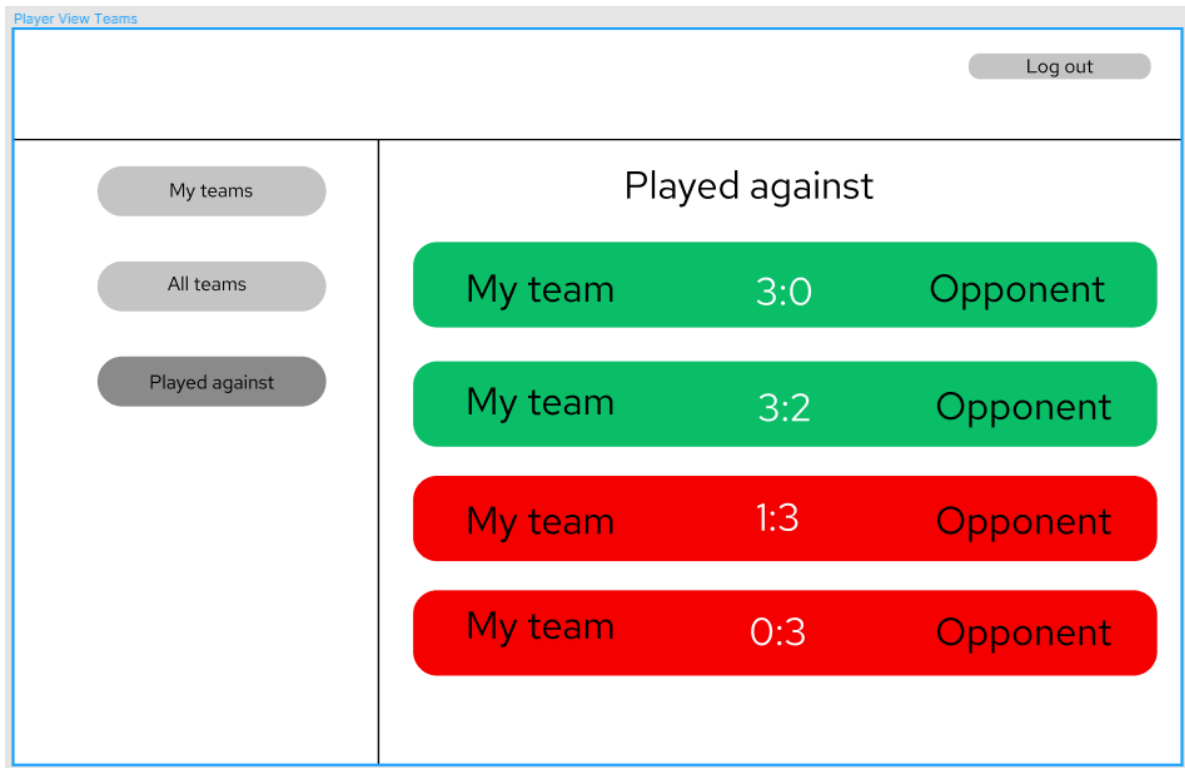 Player View Teams
Log out
My teams
All teams
Played against
Played against
My team 3:0 Opponent
My team 3:2 Opponent
My team 1:3 Opponent
My team 0:3 Opponent